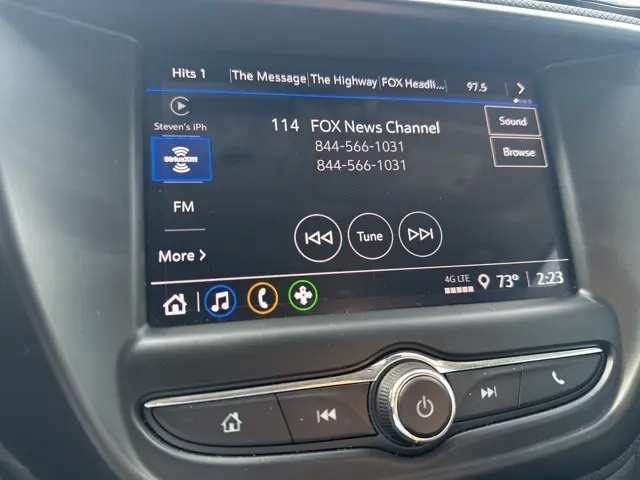 Hits 1 The Message The Highway FOX Headli... 97.5
Steven's iPh
SiriusXM
FM
More
114 FOX News Channel
844-566-1031
844-566-1031
Sound
Browse
Tune
4G LTE 73° 2:23